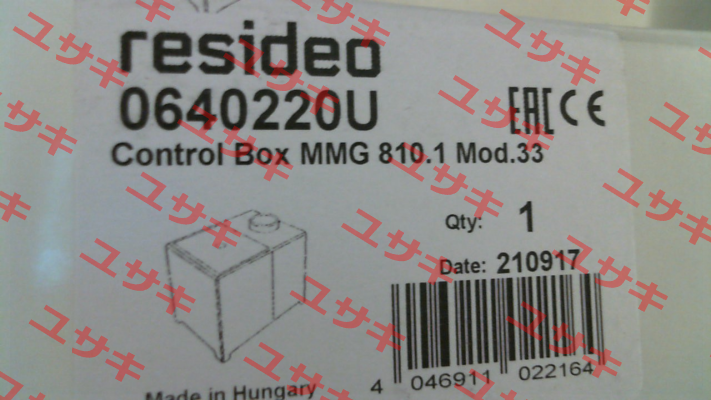 resideo
0640220U
EAC CE
Control Box MMG 810.1 Mod.33
Qty: 1
Date: 210917
Made in Hungary
4 046911 022164
ユサキ